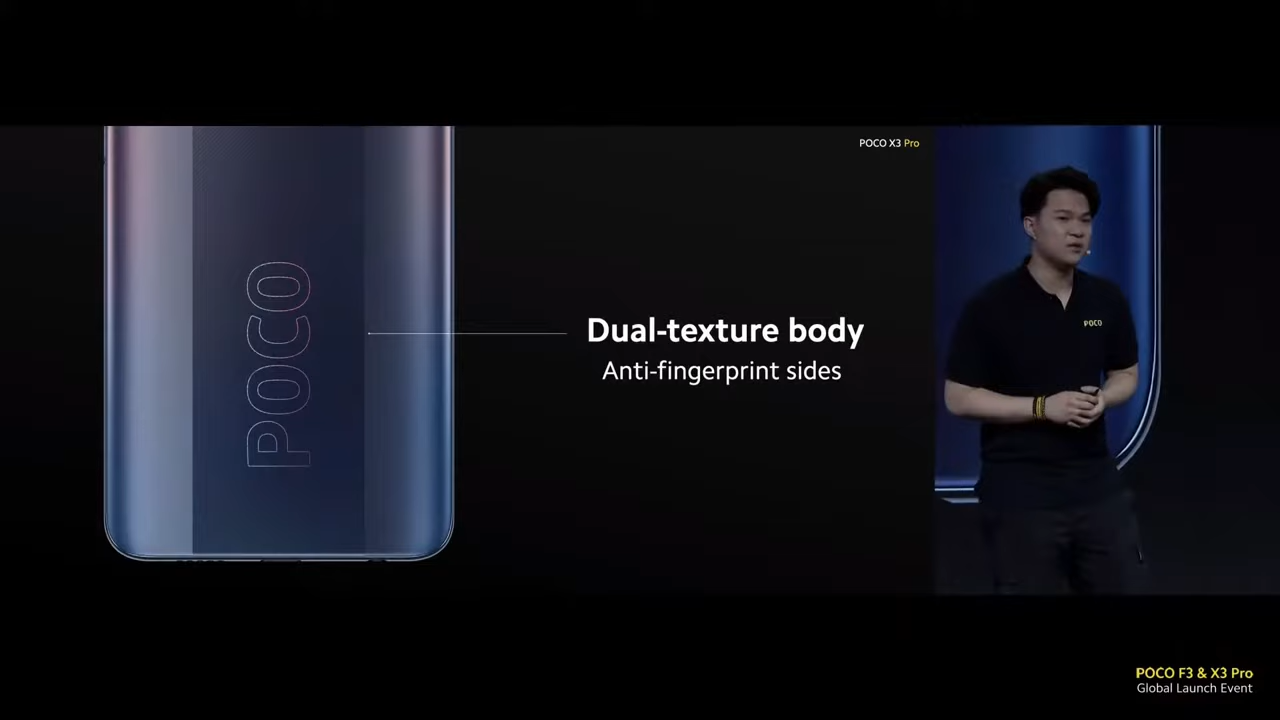 POCO X3 Pro
POCO
Dual-texture body
Anti-fingerprint sides
POCO
POCO F3 & X3 Pro
Global Launch Event